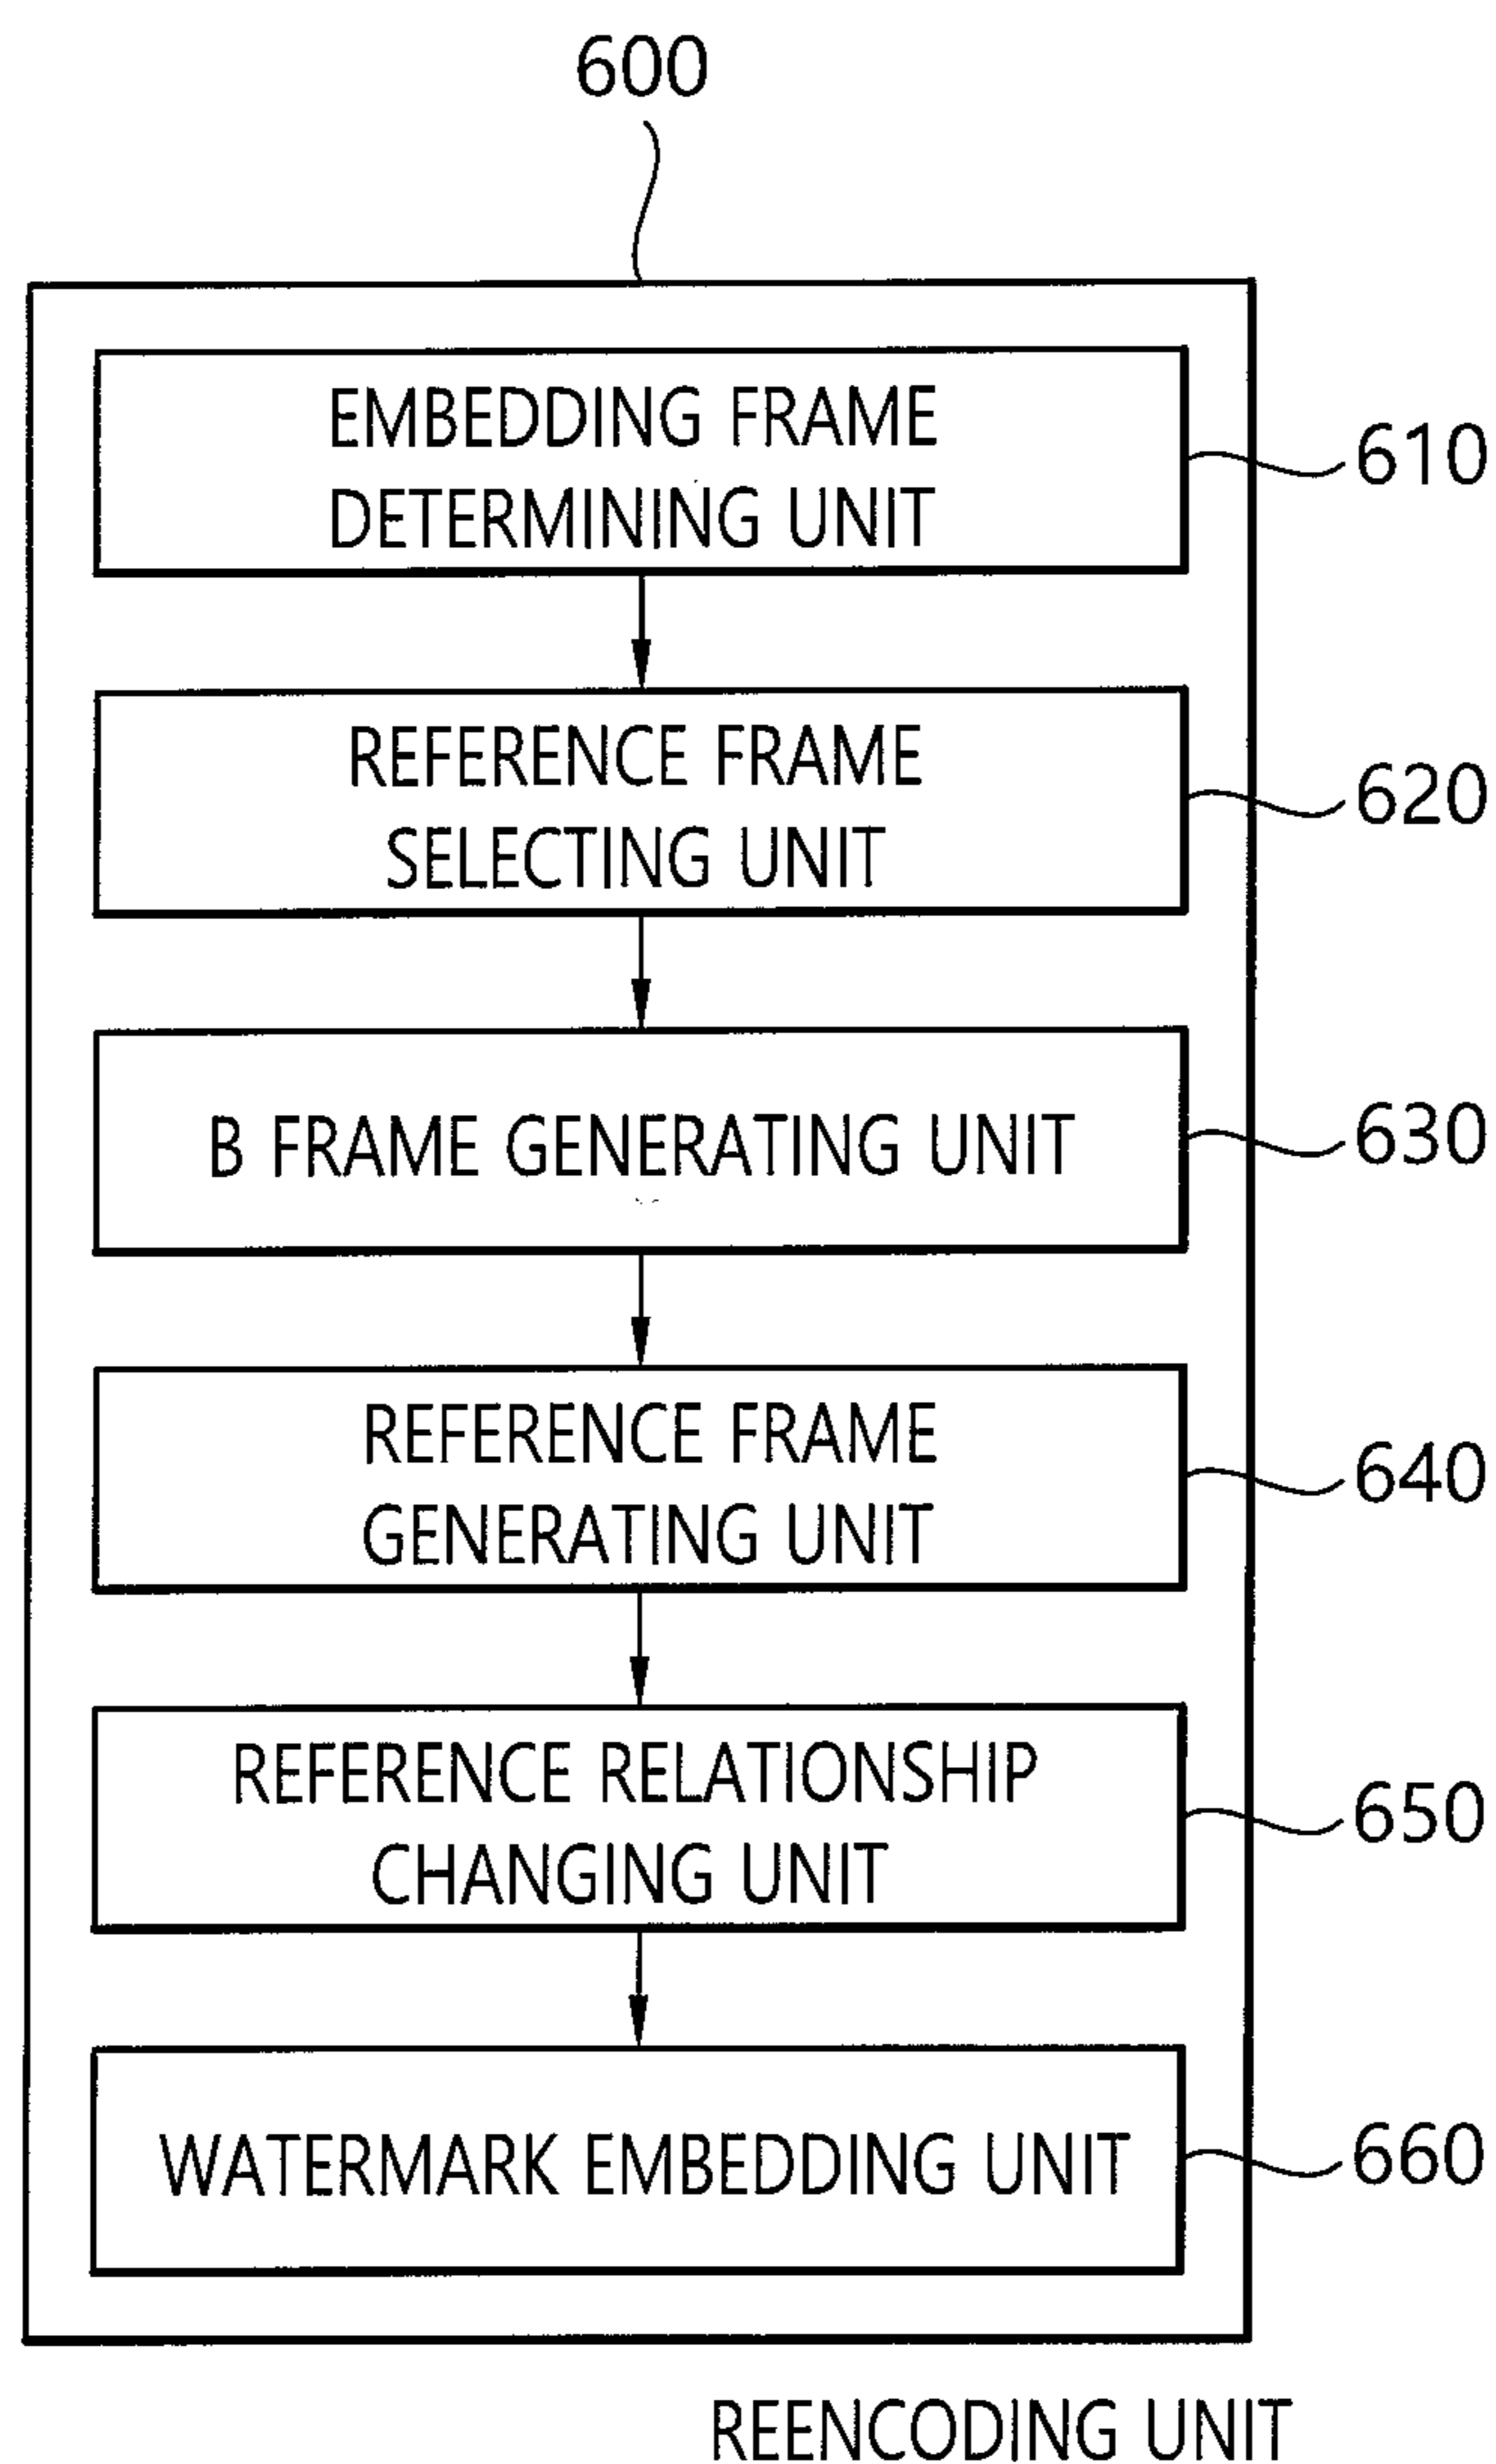 600
EMBEDDING FRAME
DETERMINING UNIT
610
REFERENCE FRAME
SELECTING UNIT
620
B FRAME GENERATING UNIT
630
REFERENCE FRAME
GENERATING UNIT
640
REFERENCE RELATIONSHIP
CHANGING UNIT
650
WATERMARK EMBEDDING UNIT
660
REENCODING UNIT